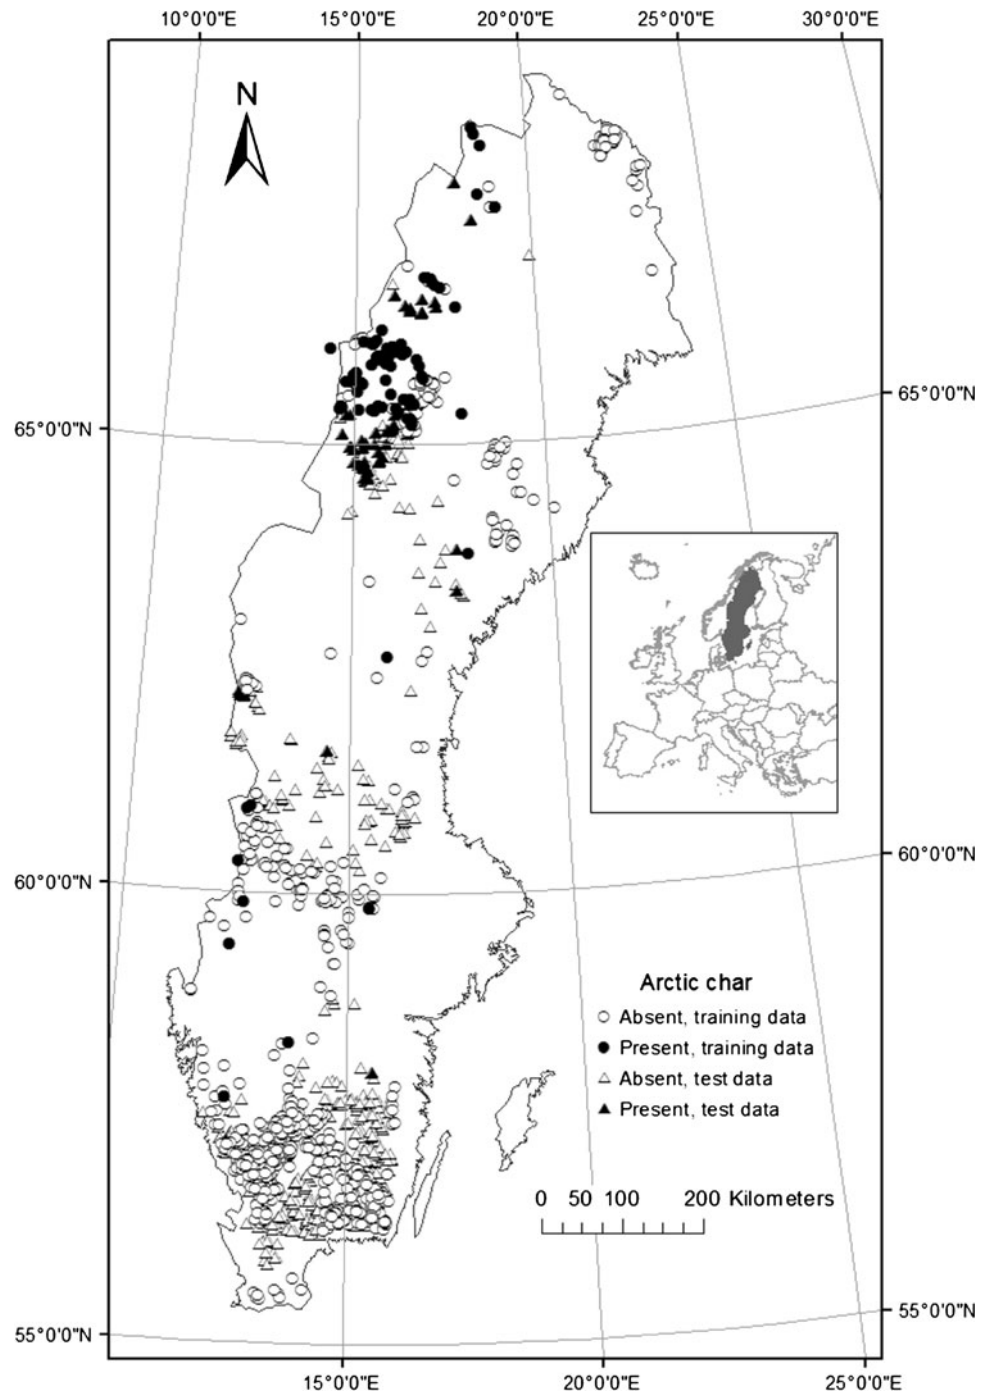 10°0'0"E 15°0'0"E 20°0'0"E 25°0'0"E 30°0'0"E
N
65°0'0"N
65°0'0"N
60°0'0"N
60°0'0"N
Arctic char
Absent, training data
Present, training data
Absent, test data
Present, test data
0 50 100 200 Kilometers
55°0'0"N
55°0'0"N
15°0'0"E 20°0'0"E 25°0'0"E